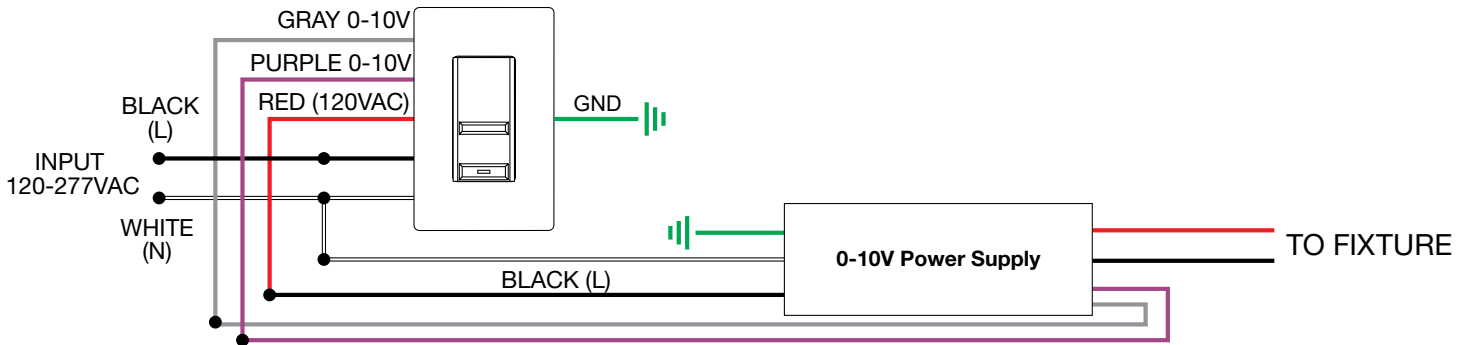 GRAY 0-10V
PURPLE 0-10V
BLACK
(L)
RED (120VAC)
GND
INPUT
120-277VAC
WHITE
(N)
0-10V Power Supply
TO FIXTURE
BLACK (L)